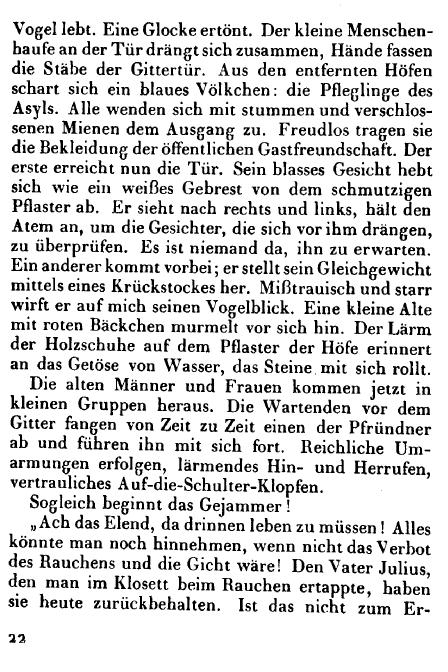 Vogel lebt. Eine Glocke ertönt. Der kleine Menschen-
haufe an der Tür drängt sich zusammen, Hände fassen
die Stäbe der Gittertür. Aus den entfernten Höfen
schart sich ein blaues Völkchen: die Pfleglinge des
Asyls. Alle wenden sich mit stummen und verschlos-
senen Mienen dem Ausgang zu. Freudlos tragen sie
die Bekleidung der öffentlichen Gastfreundschaft. Der
erste erreicht nun die Tür. Sein blasses Gesicht hebt
sich wie ein weißes Gebrest von dem schmutzigen
Pflaster ab. Er sieht nach rechts und links, hält den
Atem an, um die Gesichter, die sich vor ihm drängen,
zu überprüfen. Es ist niemand da, ihn zu erwarten.
Ein anderer kommt vorbei; er stellt sein Gleichgewicht
mittels eines Krückstockes her. Mißtrauisch und starr
wirft er auf mich seinen Vogelblick. Eine kleine Alte
mit roten Bäckchen murmelt vor sich hin. Der Lärm
der Holzschuhe auf dem Pflaster der Höfe erinnert
an das Getöse von Wasser, das Steine mit sich rollt.
Die alten Männer und Frauen kommen jetzt in
kleinen Gruppen heraus. Die Wartenden vor dem
Gitter fangen von Zeit zu Zeit einen der Pfründner
ab und führen ihn mit sich fort. Reichliche Um-
armungen erfolgen, lärmendes Hin- und Herrufen,
vertrauliches Auf-die-Schulter-Klopfen.
Sogleich beginnt das Gejammer!
„Ach das Elend, da drinnen leben zu müssen! Alles
könnte man noch hinnehmen, wenn nicht das Verbot
des Rauchens und die Gicht wäre! Den Vater Julius,
den man im Klosett beim Rauchen ertappte, haben
sie heute zurückbehalten. Ist das nicht zum Er-
22